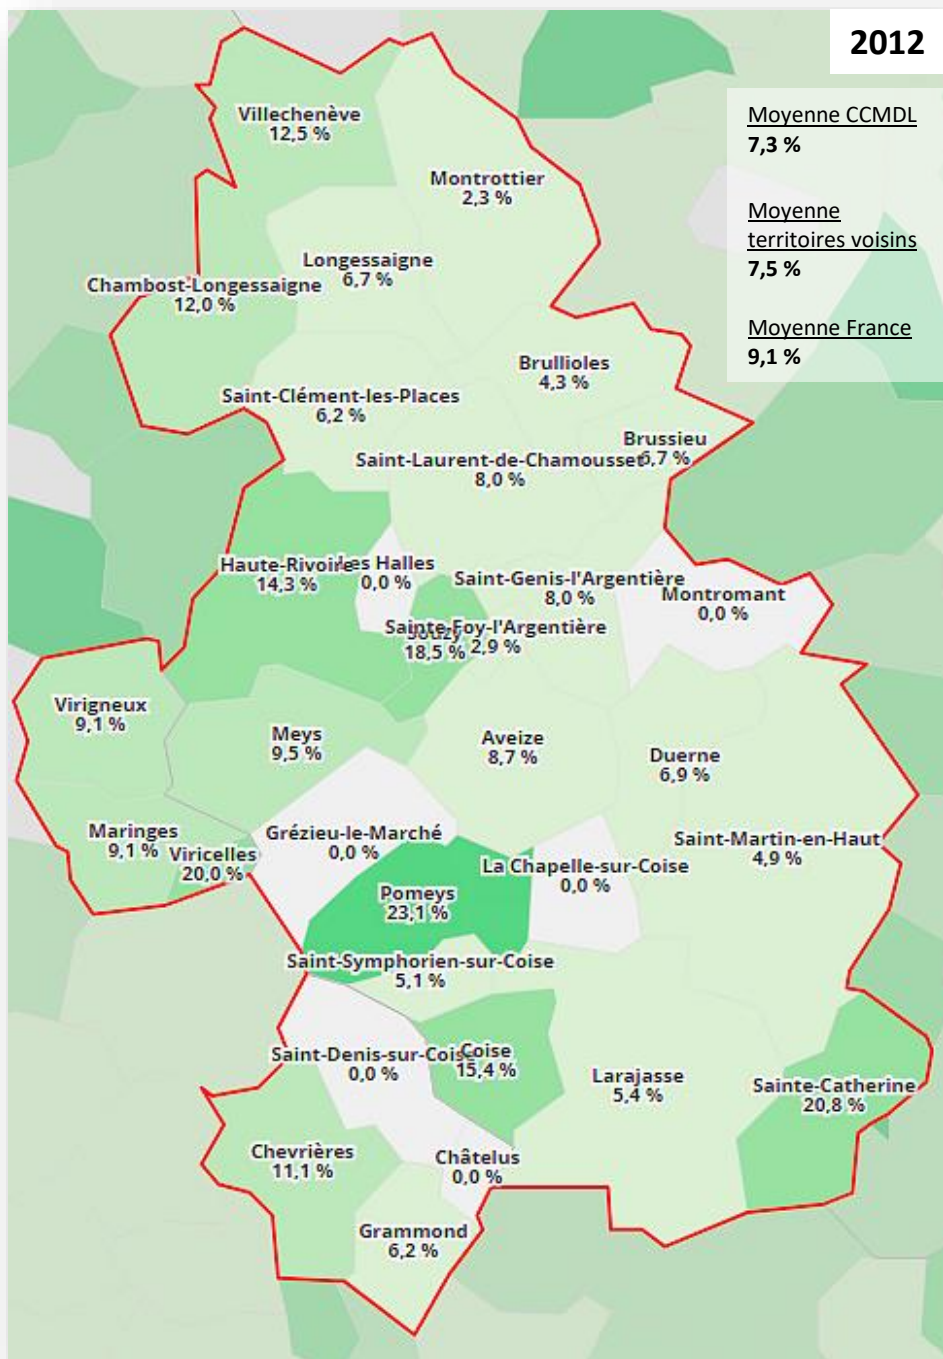 2012
Moyenne CCMDL
7,3 %
Moyenne
territoires voisins
7,5 %
Moyenne France
9,1 %
Villechenève
12,5 %
Montrottier
2,3 %
Longessaigne
6,7 %
Chambost-Longessaigne
12,0 %
Brullioles
4,3 %
Saint-Clément-les-Places
6,2 %
Brussieu
Saint-Laurent-de-Chamousset
8,0 %
Haute-Rivoire
14,3 %
Les Halles
0,0 %
Saint-Genis-l'Argentière
8,0 %
Montromant
0,0 %
Sainte-Foy-l'Argentière
2,9 %
Souzy
18,5 %
Virigneux
9,1 %
Meys
9,5 %
Aveize
8,7 %
Duerne
6,9 %
Maringes
9,1 %
Viricelles
20,0 %
Grézieu-le-Marché
0,0 %
Saint-Martin-en-Haut
4,9 %
La Chapelle-sur-Coise
0,0 %
Pomeys
23,1 %
Saint-Symphorien-sur-Coise
5,1 %
Saint-Denis-sur-Coise
0,0 %
Coise
15,4 %
Larajasse
5,4 %
Sainte-Catherine
20,8 %
Chevrières
11,1 %
Châtelus
0,0 %
Grammond
6,2 %